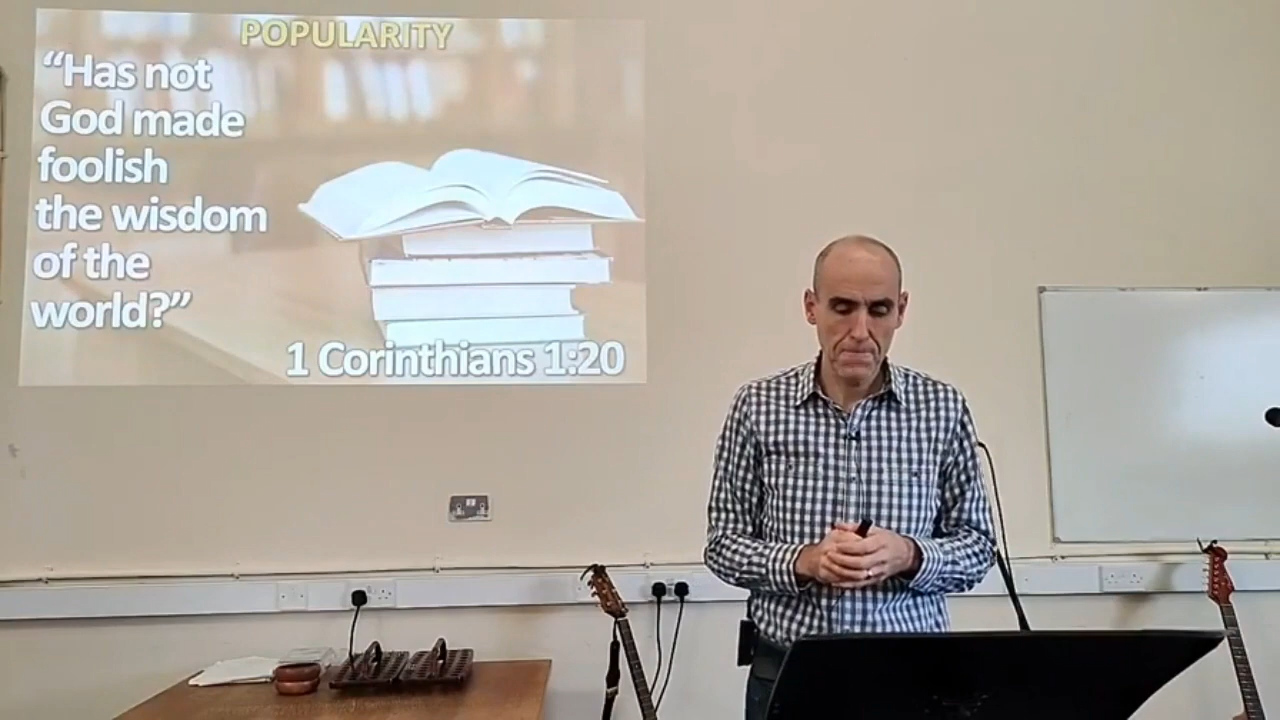 POPULARITY
“Has not
God made
foolish
the wisdom
of the
world?”
1 Corinthians 1:20